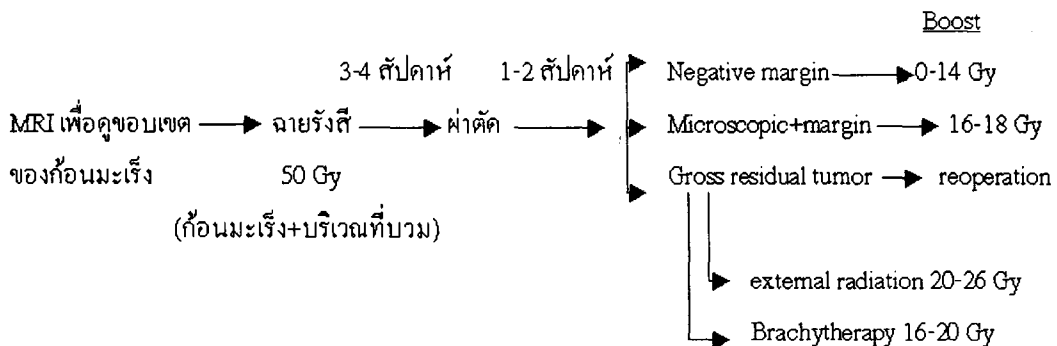 Boost
3-4 สัปดาห์ 1-2 สัปดาห์ Negative margin 0-14 Gy
MRI เพื่อดูขอบเขต ฉายรังสี ผ่าตัด Microscopic+margin 16-18 Gy
ของก้อนมะเร็ง 50 Gy Gross residual tumor reoperation
(ก้อนมะเร็ง+บริเวณที่บวม)
external radiation 20-26 Gy
Brachytherapy 16-20 Gy